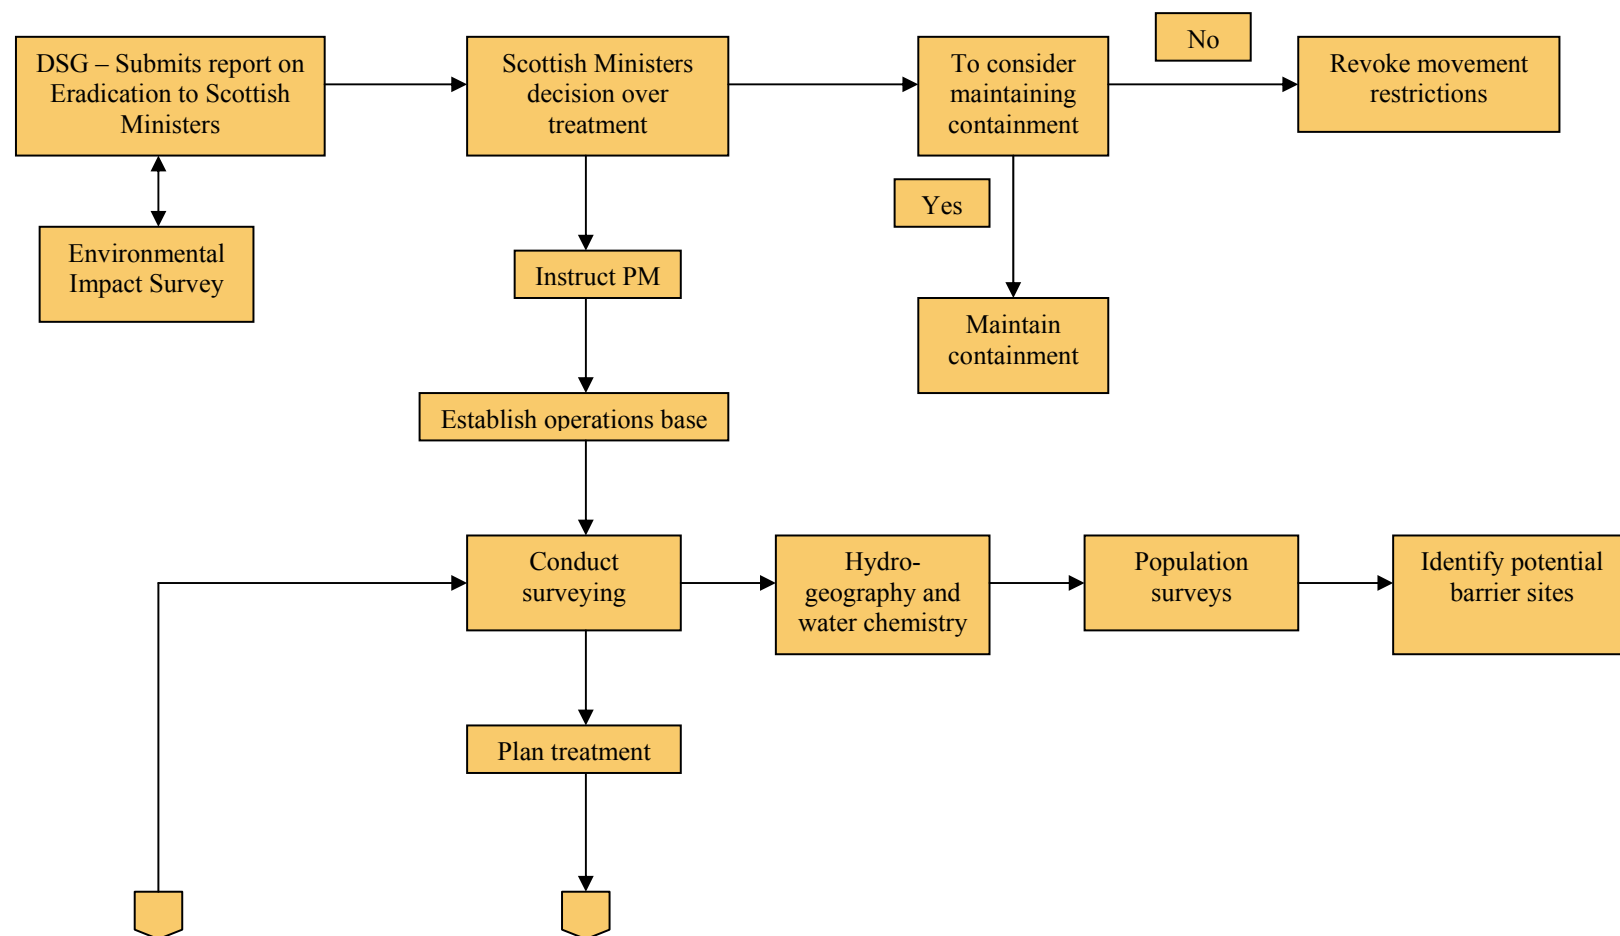 DSG – Submits report on
Eradication to Scottish
Ministers
Scottish Ministers
decision over
treatment
To consider
maintaining
containment
No
Revoke movement
restrictions
Yes
Environmental
Impact Survey
Instruct PM
Maintain
containment
Establish operations base
Conduct
surveying
Hydro-
geography and
water chemistry
Population
surveys
Identify potential
barrier sites
Plan treatment